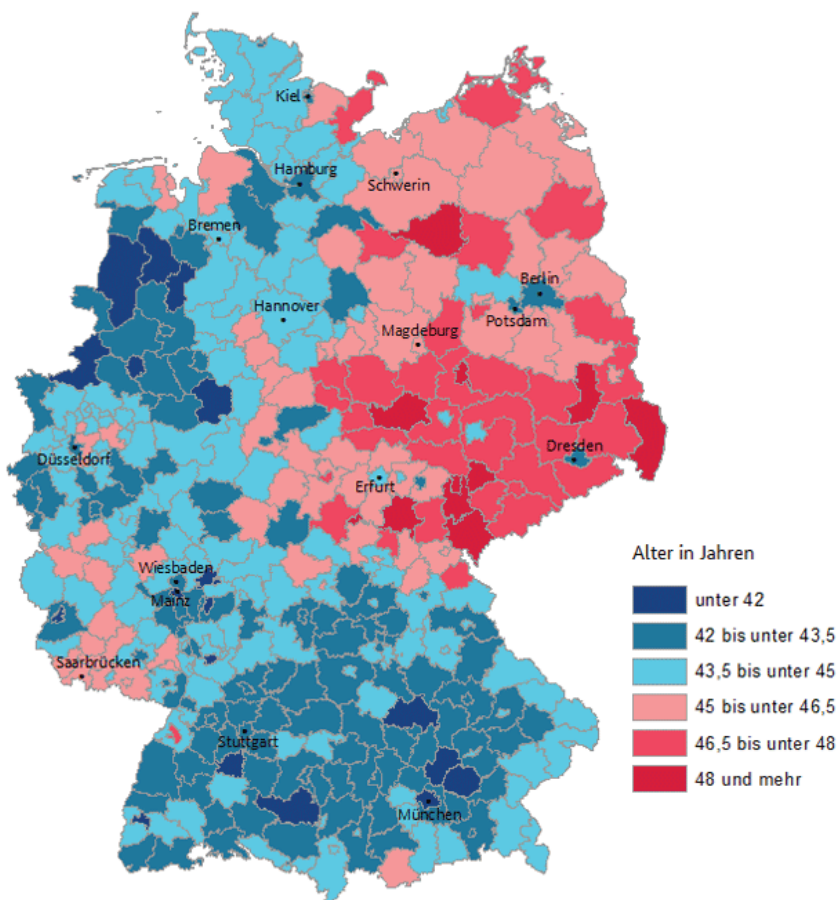 Kiel
Hamburg
Schwerin
Bremen
Berlin
Hannover
Potsdam
Magdeburg
Düsseldorf
Dresden
Erfurt
Wiesbaden
Mainz
Saarbrücken
Stuttgart
München
Alter in Jahren
unter 42
42 bis unter 43,5
43,5 bis unter 45
45 bis unter 46,5
46,5 bis unter 48
48 und mehr